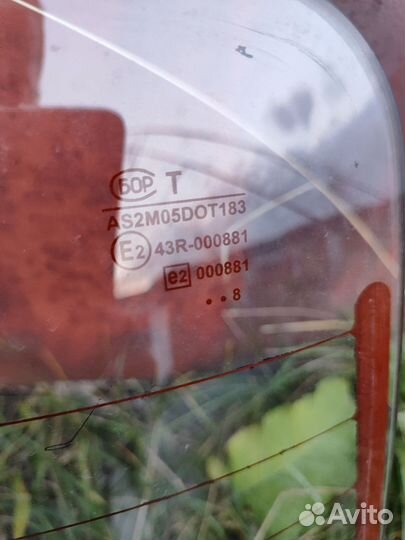 БОР T
AS2M05DOT183
E2 43R-000881
e2 000881
..8
Avito